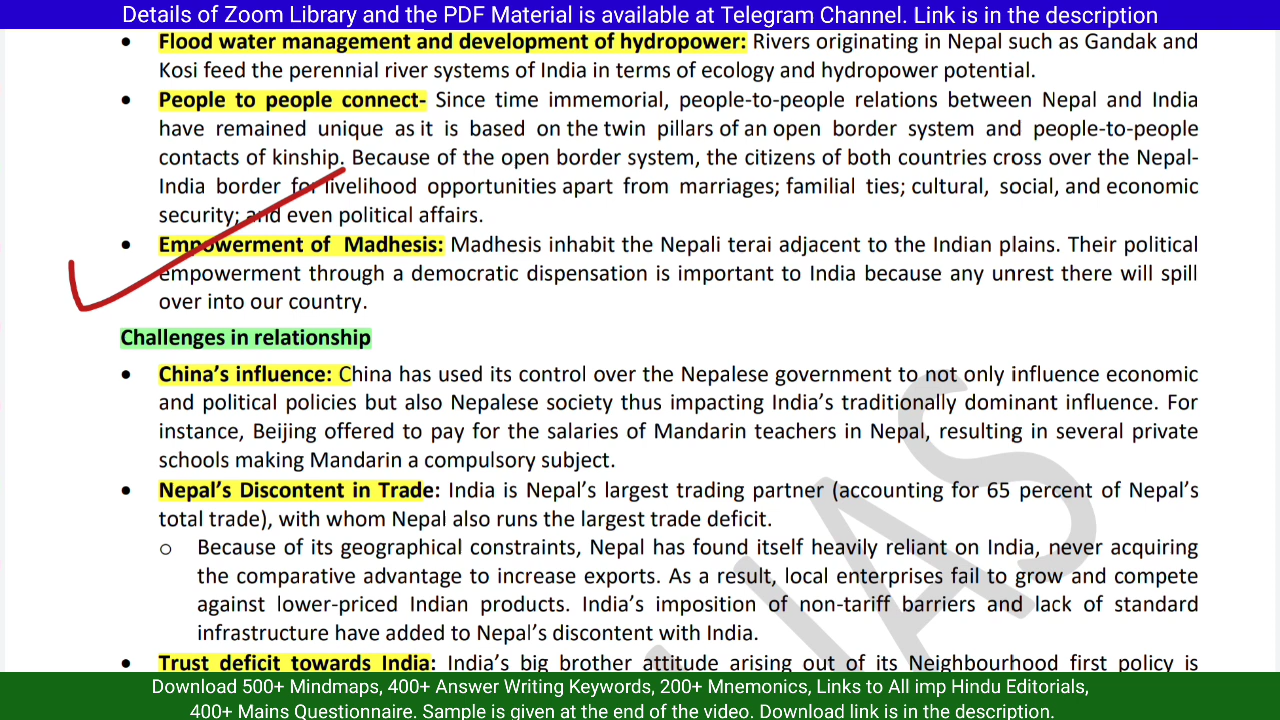 Details of Zoom Library and the PDF Material is available at Telegram Channel. Link is in the description
• Flood water management and development of hydropower: Rivers originating in Nepal such as Gandak and
Kosi feed the perennial river systems of India in terms of ecology and hydropower potential.
• People to people connect- Since time immemorial, people-to-people relations between Nepal and India
have remained unique as it is based on the twin pillars of an open border system and people-to-people
contacts of kinship. Because of the open border system, the citizens of both countries cross over the Nepal-
India border for livelihood opportunities apart from marriages; familial ties; cultural, social, and economic
security; and even political affairs.
• Empowerment of Madhesis: Madhesis inhabit the Nepali terai adjacent to the Indian plains. Their political
empowerment through a democratic dispensation is important to India because any unrest there will spill
over into our country.
Challenges in relationship
• China’s influence: China has used its control over the Nepalese government to not only influence economic
and political policies but also Nepalese society thus impacting India’s traditionally dominant influence. For
instance, Beijing offered to pay for the salaries of Mandarin teachers in Nepal, resulting in several private
schools making Mandarin a compulsory subject.
• Nepal’s Discontent in Trade: India is Nepal’s largest trading partner (accounting for 65 percent of Nepal’s
total trade), with whom Nepal also runs the largest trade deficit.
o Because of its geographical constraints, Nepal has found itself heavily reliant on India, never acquiring
the comparative advantage to increase exports. As a result, local enterprises fail to grow and compete
against lower-priced Indian products. India’s imposition of non-tariff barriers and lack of standard
infrastructure have added to Nepal’s discontent with India.
• Trust deficit towards India: India’s big brother attitude arising out of its Neighbourhood first policy is
IAS
Download 500+ Mindmaps, 400+ Answer Writing Keywords, 200+ Mnemonics, Links to All imp Hindu Editorials,
400+ Mains Questionnaire. Sample is given at the end of the video. Download link is in the description.